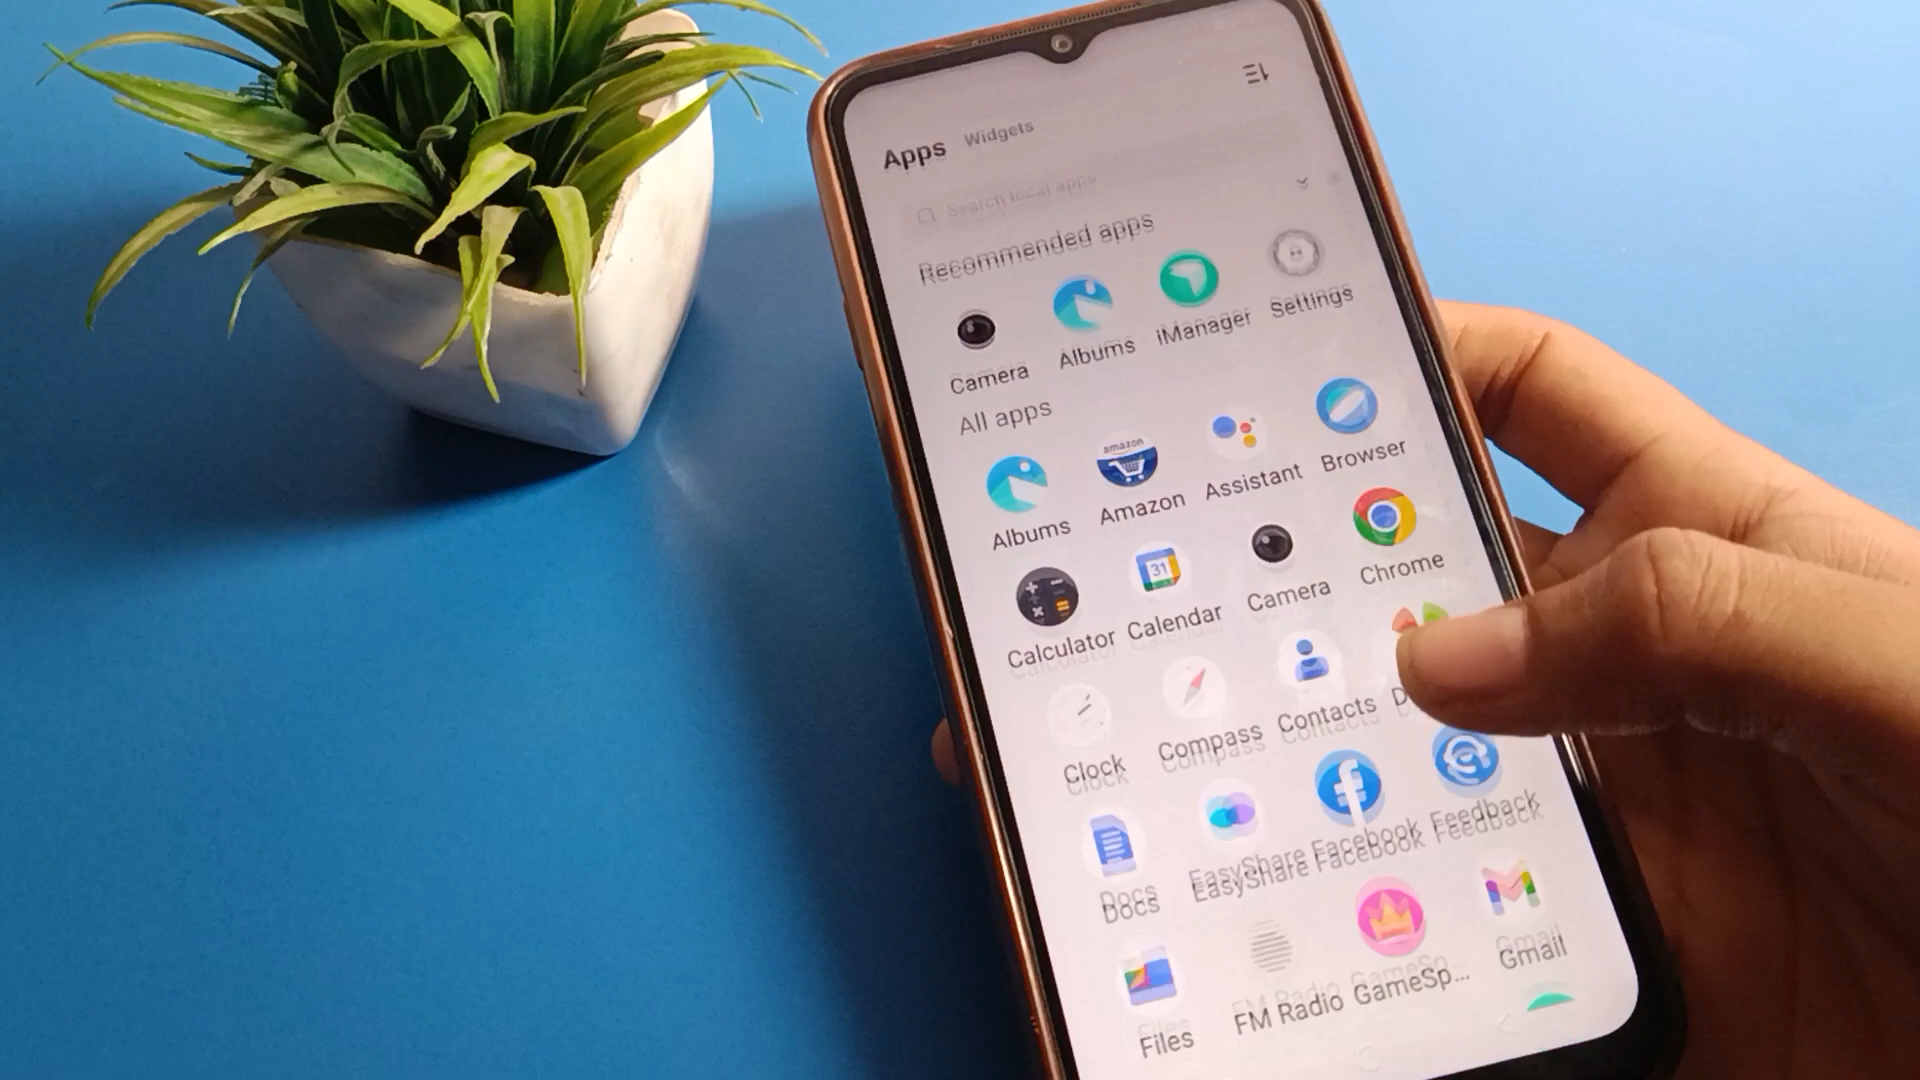 Apps Widgets
Search local apps
Recommended apps
Camera Albums iManager Settings
All apps
amazon
Albums Amazon Assistant Browser
31
Calculator Calendar Camera Chrome
Clock Compass Contacts D
Docs EasyShare Facebook Feedback
Files FM Radio GameSp... Gmail